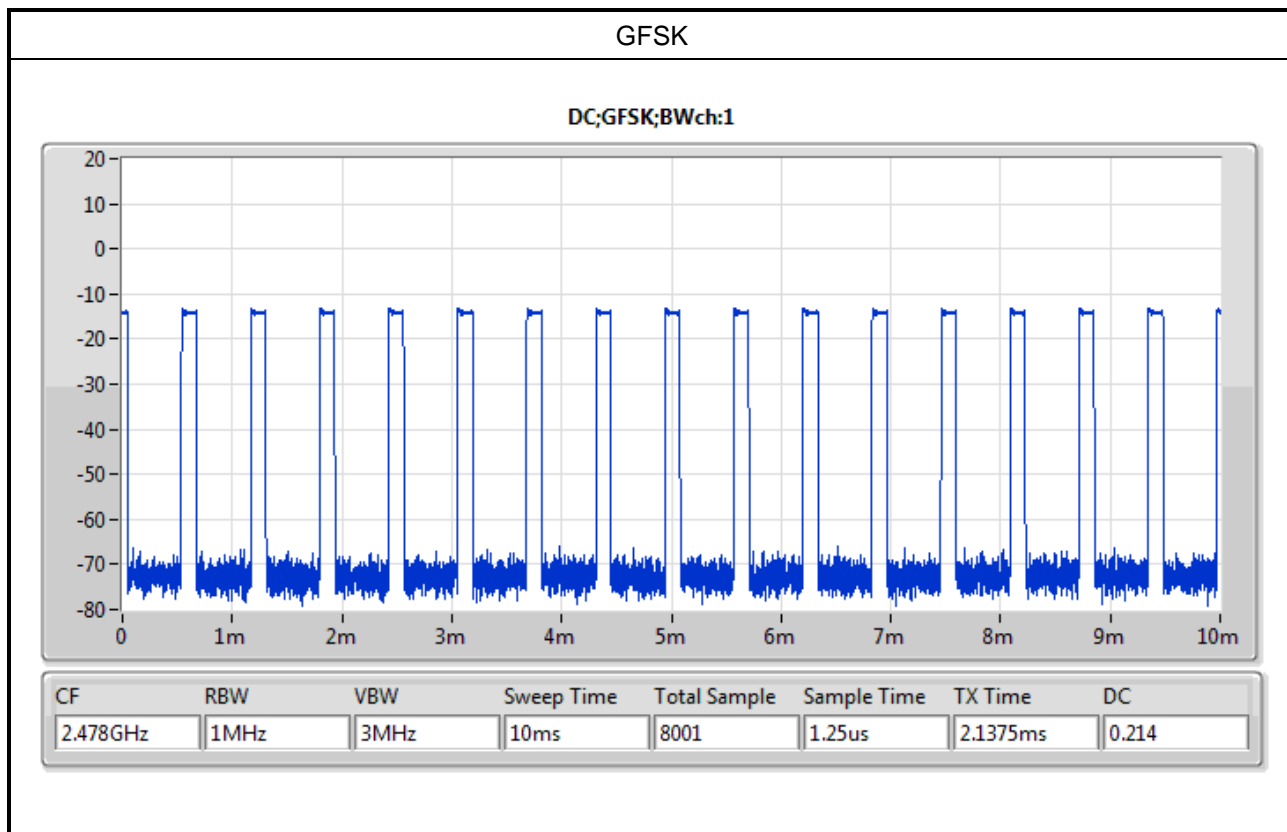 GFSK
DC;GFSK;BWch:1
20
10
0
-10
-20
-30
-40
-50
-60
-70
-80
0 1m 2m 3m 4m 5m 6m 7m 8m 9m 10m
CF RBW VBW Sweep Time Total Sample Sample Time TX Time DC
2.478GHz 1MHz 3MHz 10ms 8001 1.25us 2.1375ms 0.214